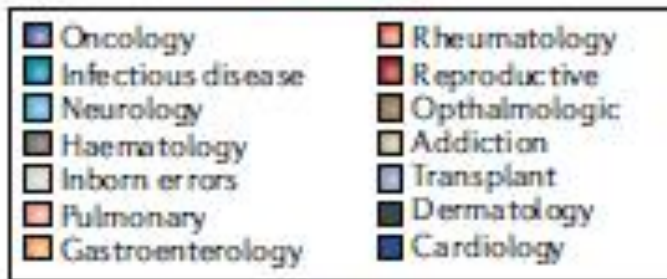 Oncology
Infectious disease
Neurology
Haematology
Inborn errors
Pulmonary
Gastroenterology
Rheumatology
Reproductive
Opthalmologic
Addiction
Transplant
Dermatology
Cardiology